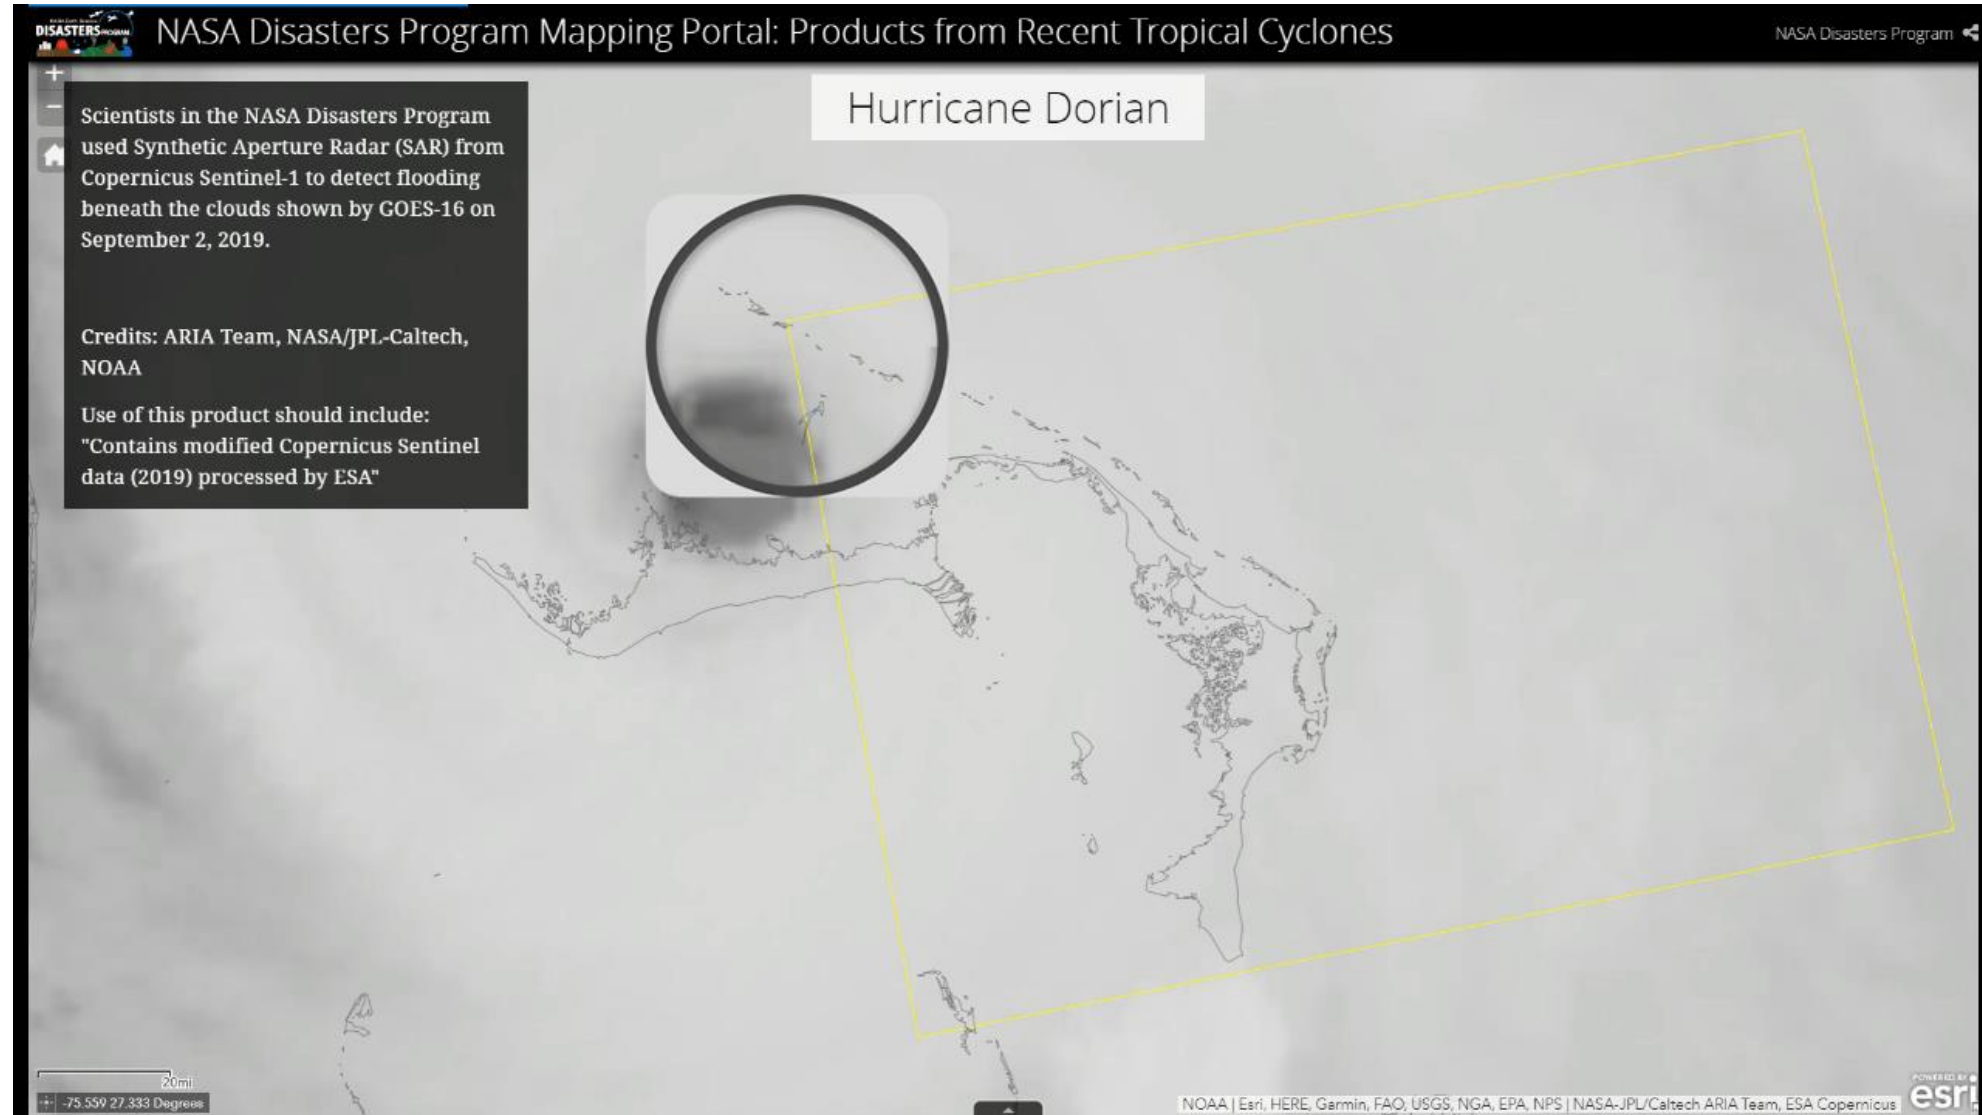 DISASTERS PROGRAM
NASA Disasters Program Mapping Portal: Products from Recent Tropical Cyclones
NASA Disasters Program
+
−
Hurricane Dorian
Scientists in the NASA Disasters Program
used Synthetic Aperture Radar (SAR) from
Copernicus Sentinel-1 to detect flooding
beneath the clouds shown by GOES-16 on
September 2, 2019.
Credits: ARIA Team, NASA/JPL-Caltech,
NOAA
Use of this product should include:
"Contains modified Copernicus Sentinel
data (2019) processed by ESA"
20mi
-75.559 27.333 Degrees
NOAA | Esri, HERE, Garmin, FAO, USGS, NGA, EPA, NPS | NASA-JPL/Caltech ARIA Team, ESA Copernicus
POWERED BY
esri